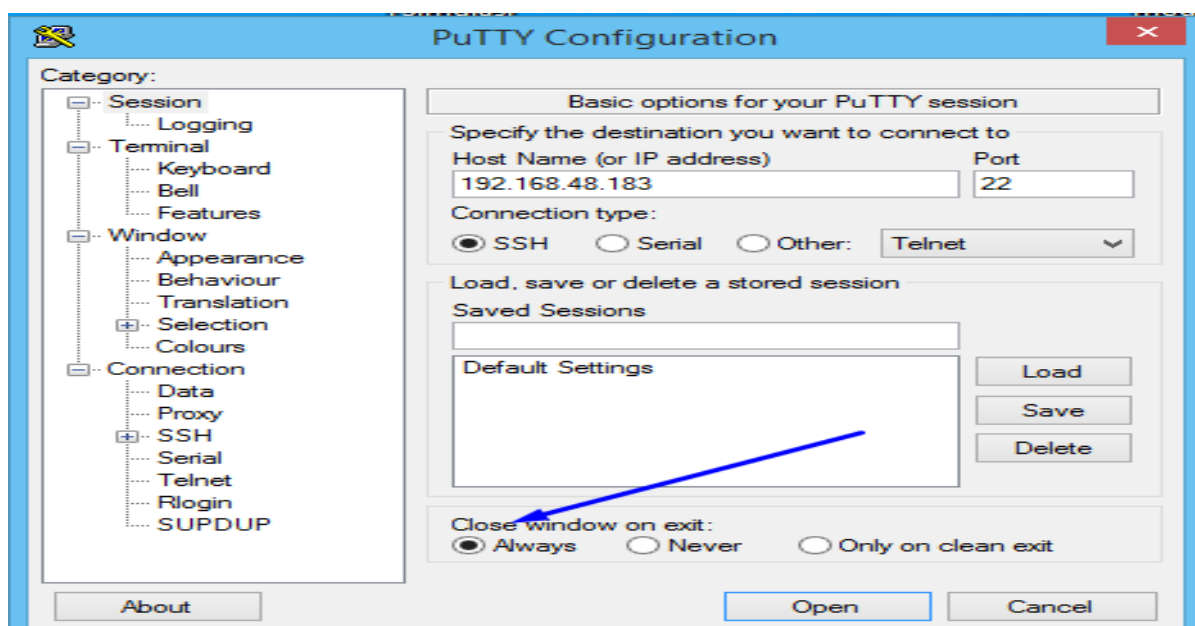 PuTTY Configuration
Category:
Session
Logging
Terminal
Keyboard
Bell
Features
Window
Appearance
Behaviour
Translation
Selection
Colours
Connection
Data
Proxy
SSH
Serial
Telnet
Rlogin
SUPDUP
Basic options for your PuTTY session
Specify the destination you want to connect to
Host Name (or IP address) Port
192.168.48.183 22
Connection type:
SSH Serial Other: Telnet
Load, save or delete a stored session
Saved Sessions
Default Settings
Load
Save
Delete
Close window on exit:
Always Never Only on clean exit
About Open Cancel